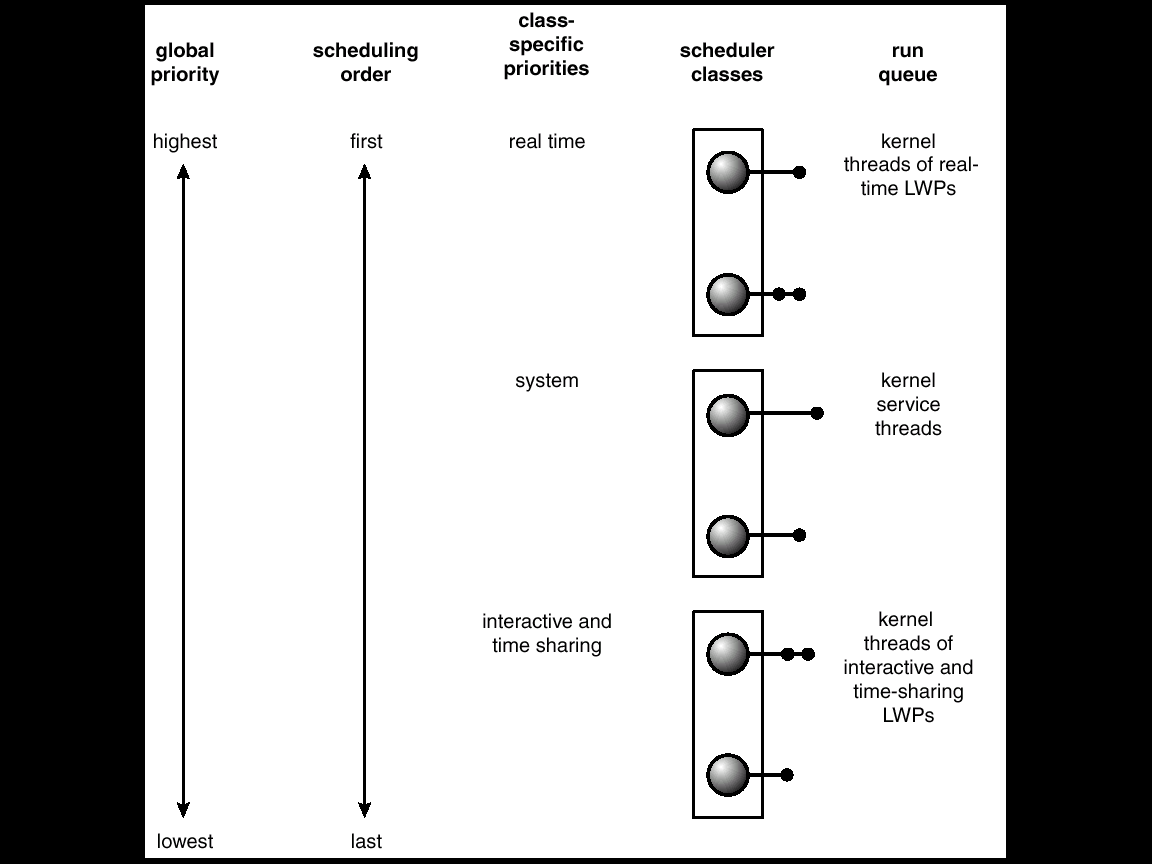 global
priority
scheduling
order
class-
specific
priorities
scheduler
classes
run
queue
highest
first
real time
kernel
threads of real-
time LWPs
system
kernel
service
threads
interactive and
time sharing
kernel
threads of
interactive and
time-sharing
LWPs
lowest
last